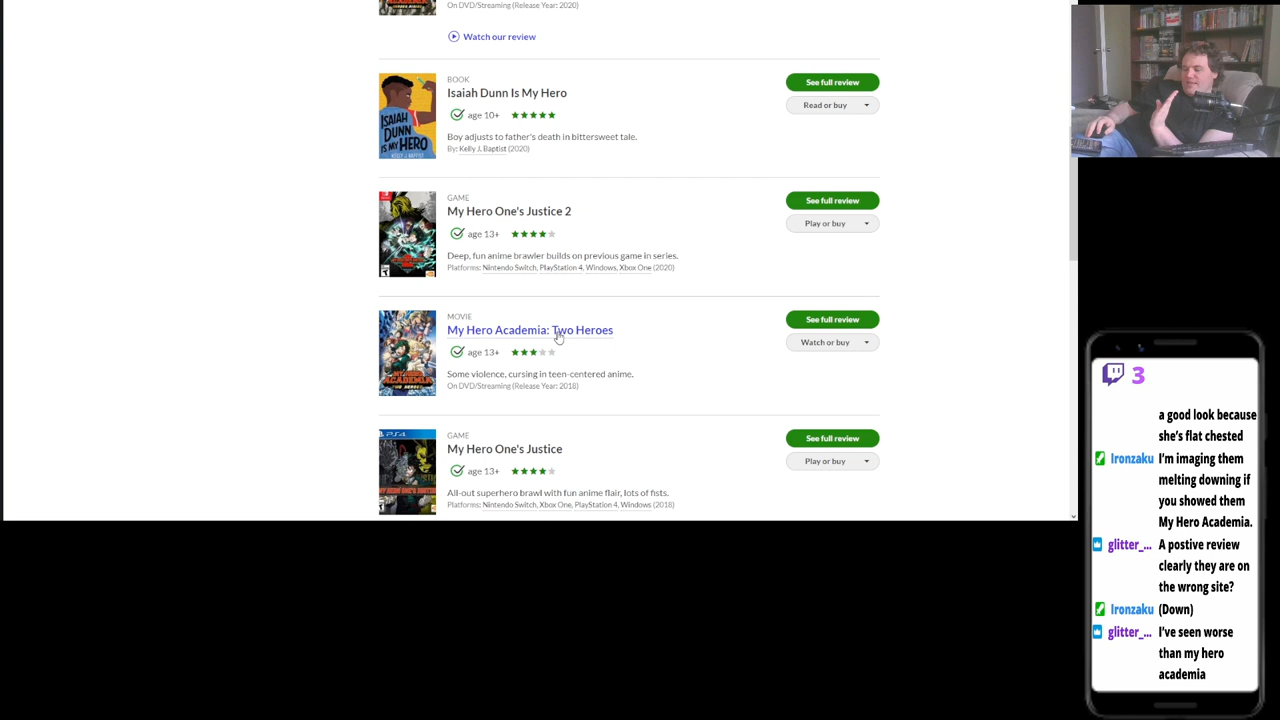 On DVD/Streaming (Release Year: 2020)
Watch our review
BOOK
Isaiah Dunn Is My Hero
age 10+
Boy adjusts to father's death in bittersweet tale.
By: Kelly J. Baptist (2020)
See full review
Read or buy
ISAIAH
DUNN
IS MY
HERO
GAME
My Hero One's Justice 2
age 13+
Deep, fun anime brawler builds on previous game in series.
Platforms: Nintendo Switch, PlayStation 4, Windows, Xbox One (2020)
See full review
Play or buy
MOVIE
My Hero Academia: Two Heroes
age 13+
Some violence, cursing in teen-centered anime.
On DVD/Streaming (Release Year: 2018)
See full review
Watch or buy
GAME
My Hero One's Justice
age 13+
All-out superhero brawl with fun anime flair, lots of fists.
Platforms: Nintendo Switch, Xbox One, PlayStation 4, Windows (2018)
See full review
Play or buy
PS4
3
a good look because
she's flat chested
Ironzaku I'm imaging them
melting downing if
you showed them
My Hero Academia.
glitter_... A postive review
clearly they are on
the wrong site?
Ironzaku (Down)
glitter_... I've seen worse
than my hero
academia